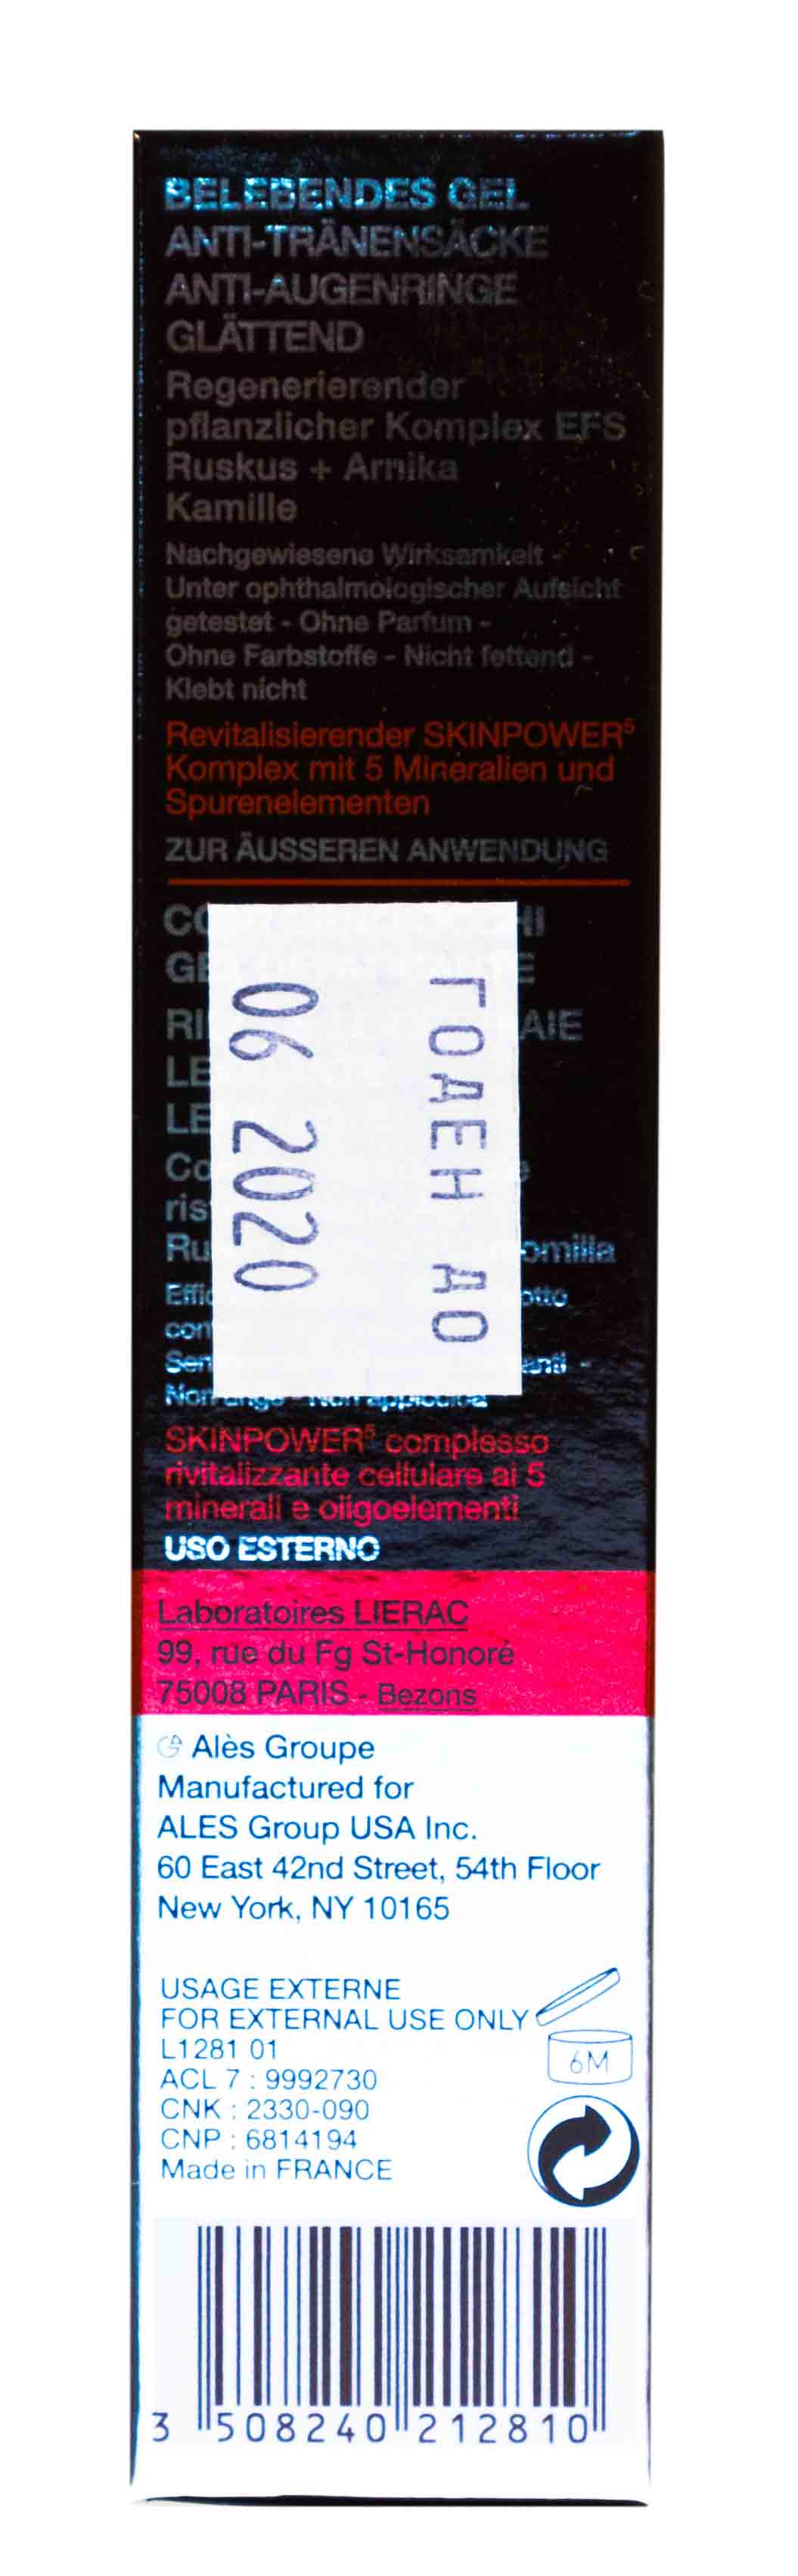 BELEBENDES GEL
ANTI-TRÄNENSÄCKE
ANTI-AUGENRINGE
GLÄTTEND
Regenerierender
pflanzlicher Komplex EFS
Ruskus + Arnika
Kamille
Nachgewiesene Wirksamkeit -
Unter ophthalmologischer Aufsicht
getestet - Ohne Parfum -
Ohne Farbstoffe - Nicht fettend -
Klebt nicht
Revitalisierender SKINPOWER⁵
Komplex mit 5 Mineralien und
Spurenelementen
ZUR ÄUSSEREN ANWENDUNG
ГОДЕН ДО
06 2020
SKINPOWER⁵ complesso
rivitalizzante cellulare ai 5
minerali e oligoelementi
USO ESTERNO
Laboratoires LIERAC
99, rue du Fg St-Honoré
75008 PARIS - Bezons
Alès Groupe
Manufactured for
ALES Group USA Inc.
60 East 42nd Street, 54th Floor
New York, NY 10165
USAGE EXTERNE
FOR EXTERNAL USE ONLY
L1281 01
6M
ACL 7 : 9992730
CNK : 2330-090
CNP : 6814194
Made in FRANCE
3 508240 212810